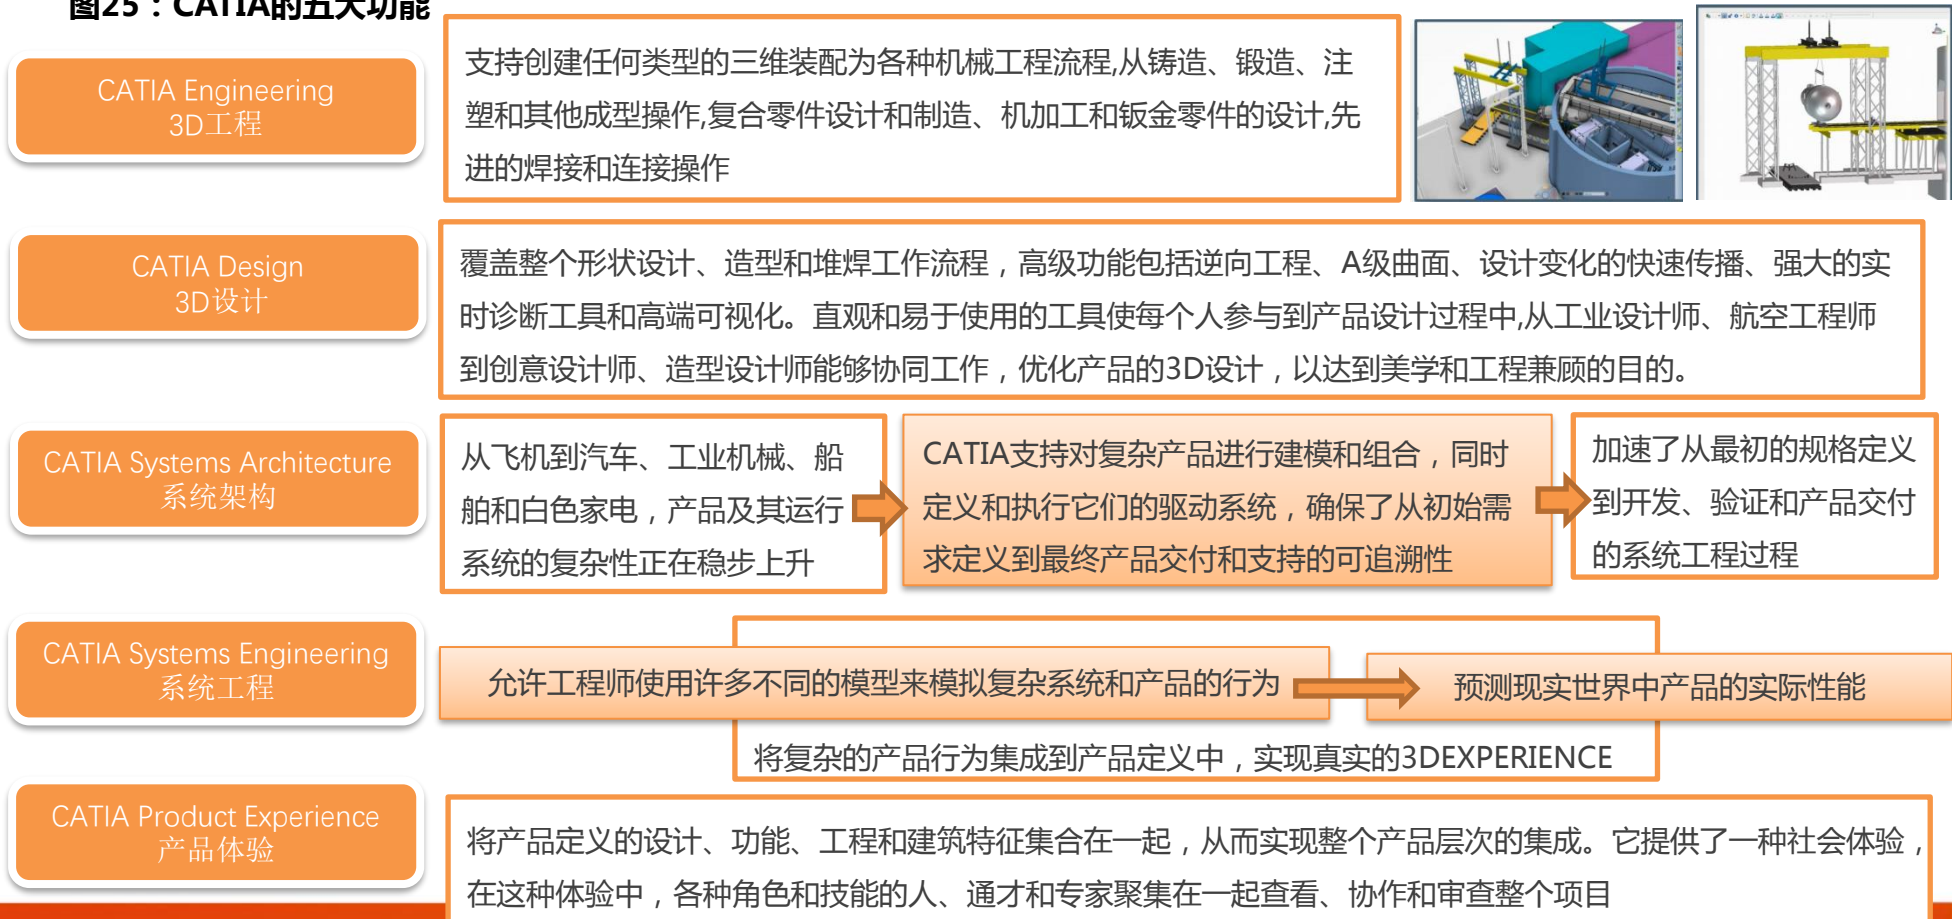 图25：CATIA的五大功能
CATIA Engineering
3D工程
支持创建任何类型的三维装配为各种机械工程流程,从铸造、锻造、注
塑和其他成型操作,复合零件设计和制造、机加工和钣金零件的设计,先
进的焊接和连接操作
CATIA Design
3D设计
覆盖整个形状设计、造型和堆焊工作流程，高级功能包括逆向工程、A级曲面、设计变化的快速传播、强大的实
时诊断工具和高端可视化。直观和易于使用的工具使每个人参与到产品设计过程中,从工业设计师、航空工程师
到创意设计师、造型设计师能够协同工作，优化产品的3D设计，以达到美学和工程兼顾的目的。
CATIA Systems Architecture
系统架构
从飞机到汽车、工业机械、船
舶和白色家电，产品及其运行
系统的复杂性正在稳步上升
CATIA支持对复杂产品进行建模和组合，同时
定义和执行它们的驱动系统，确保了从初始需
求定义到最终产品交付和支持的可追溯性
加速了从最初的规格定义
到开发、验证和产品交付
的系统工程过程
CATIA Systems Engineering
系统工程
允许工程师使用许多不同的模型来模拟复杂系统和产品的行为
预测现实世界中产品的实际性能
将复杂的产品行为集成到产品定义中，实现真实的3DEXPERIENCE
CATIA Product Experience
产品体验
将产品定义的设计、功能、工程和建筑特征集合在一起，从而实现整个产品层次的集成。它提供了一种社会体验，
在这种体验中，各种角色和技能的人、通才和专家聚集在一起查看、协作和审查整个项目